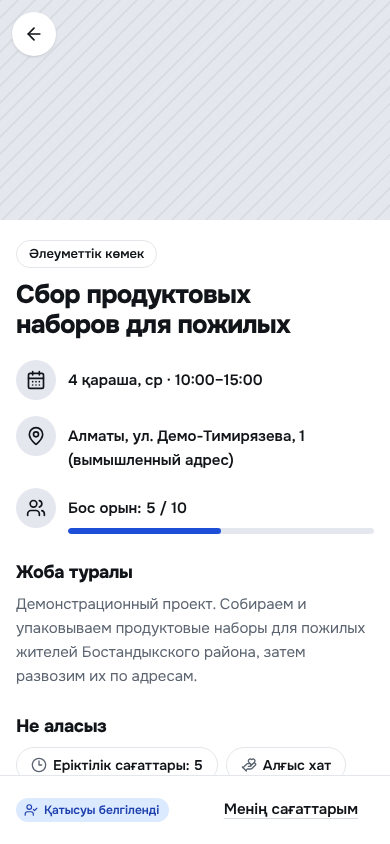 Әлеуметтік көмек
Сбор продуктовых
наборов для пожилых
4 қараша, ср · 10:00–15:00
Алматы, ул. Демо-Тимирязева, 1
(вымышленный адрес)
Бос орын: 5 / 10
Жоба туралы
Демонстрационный проект. Собираем и
упаковываем продуктовые наборы для пожилых
жителей Бостандыкского района, затем
развозим их по адресам.
Не аласыз
Еріктілік сағаттары: 5
Алғыс хат
Қатысуы белгіленді
Менің сағаттарым